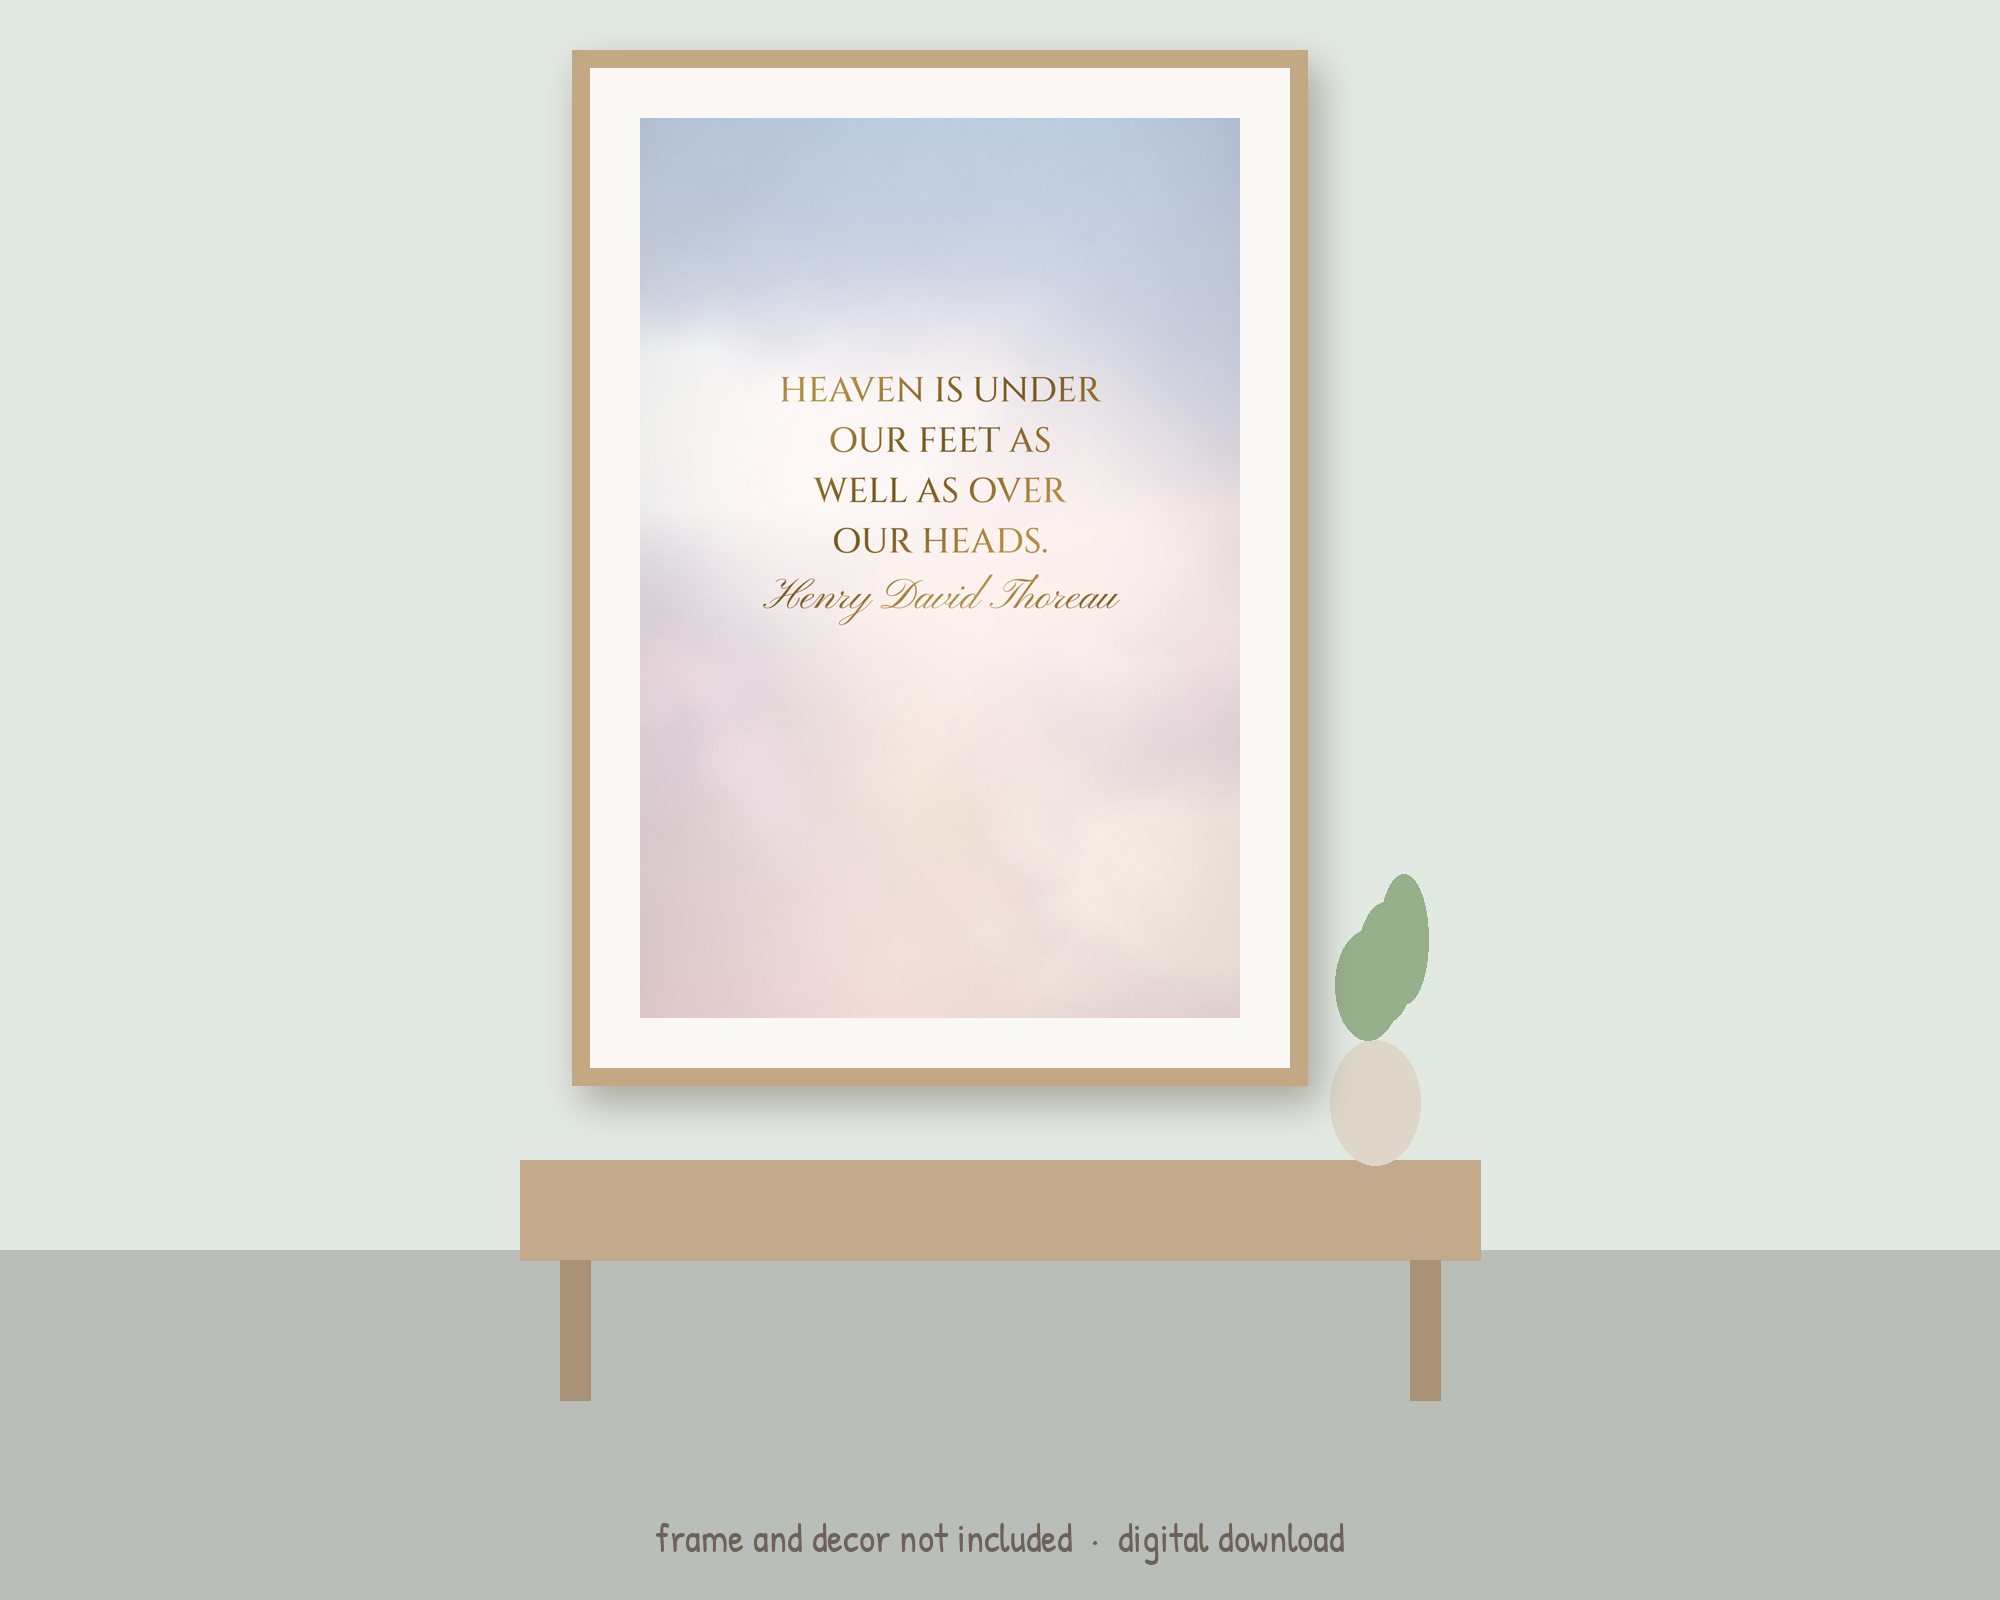 HEAVEN IS UNDER
OUR FEET AS
WELL AS OVER
OUR HEADS.
Henry David Thoreau
frame and decor not included · digital download